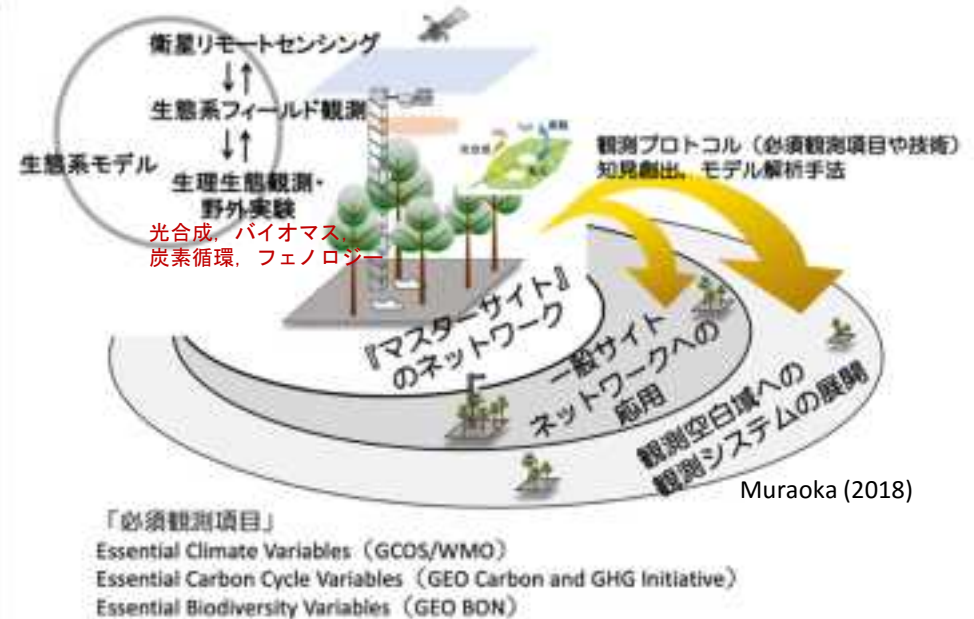 衛星リモートセンシング
生態系フィールド観測
生態系モデル
生理生態観測・
野外実験
光合成，バイオマス，
炭素循環，フェノロジー
観測プロトコル（必須観測項目や技術）
知見創出、モデル解析手法
『マスターサイト』
のネットワーク
一般サイト
ネットワークへの
応用
観測空白域への
観測システムの展開
Muraoka (2018)
「必須観測項目」
Essential Climate Variables（GCOS/WMO）
Essential Carbon Cycle Variables（GEO Carbon and GHG Initiative）
Essential Biodiversity Variables（GEO BON）